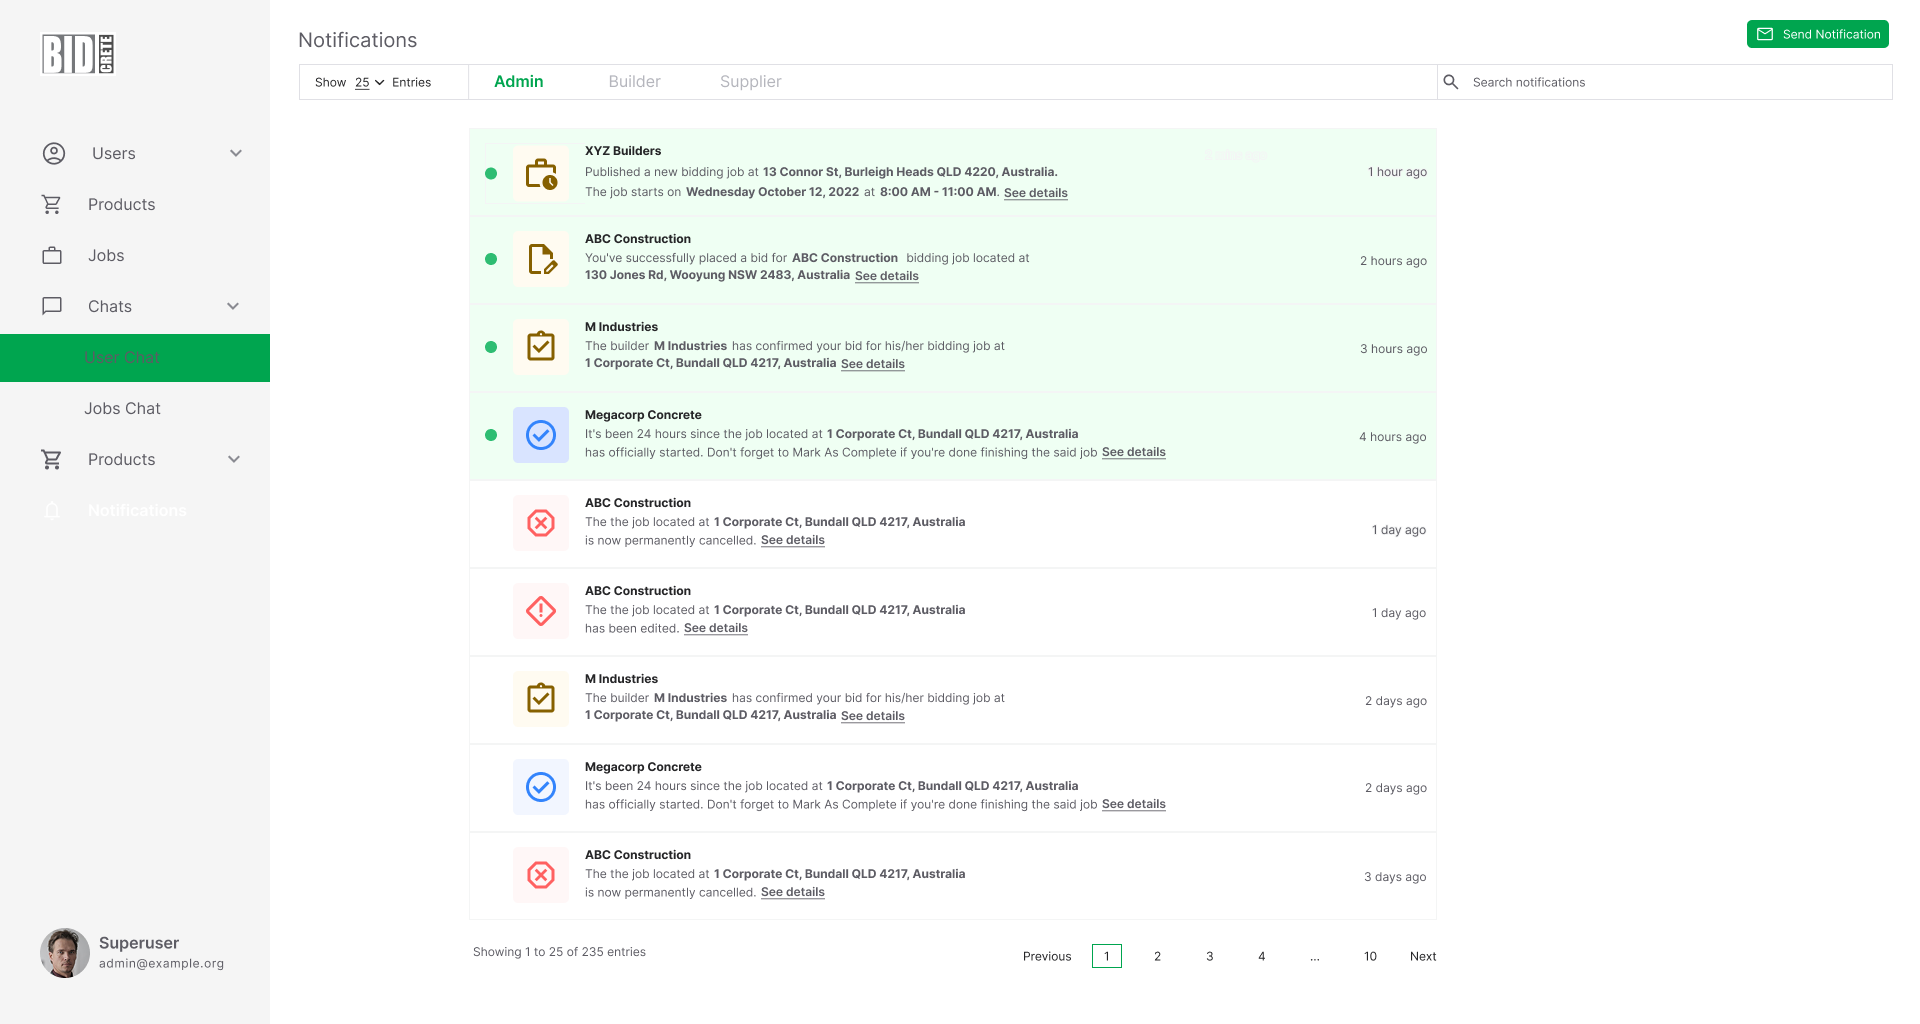 BID
CRETE
Users
Products
Jobs
Chats
User Chat
Jobs Chat
Products
Notifications
Superuser
admin@example.org
Notifications
Send Notification
Show 25 Entries
Admin
Builder
Supplier
Search notifications
XYZ Builders
Published a new bidding job at 13 Connor St, Burleigh Heads QLD 4220, Australia.
The job starts on Wednesday October 12, 2022 at 8:00 AM - 11:00 AM. See details
1 hour ago
ABC Construction
You've successfully placed a bid for ABC Construction bidding job located at
130 Jones Rd, Wooyung NSW 2483, Australia See details
2 hours ago
M Industries
The builder M Industries has confirmed your bid for his/her bidding job at
1 Corporate Ct, Bundall QLD 4217, Australia See details
3 hours ago
Megacorp Concrete
It's been 24 hours since the job located at 1 Corporate Ct, Bundall QLD 4217, Australia
has officially started. Don't forget to Mark As Complete if you're done finishing the said job See details
4 hours ago
ABC Construction
The the job located at 1 Corporate Ct, Bundall QLD 4217, Australia
is now permanently cancelled. See details
1 day ago
ABC Construction
The the job located at 1 Corporate Ct, Bundall QLD 4217, Australia
has been edited. See details
1 day ago
M Industries
The builder M Industries has confirmed your bid for his/her bidding job at
1 Corporate Ct, Bundall QLD 4217, Australia See details
2 days ago
Megacorp Concrete
It's been 24 hours since the job located at 1 Corporate Ct, Bundall QLD 4217, Australia
has officially started. Don't forget to Mark As Complete if you're done finishing the said job See details
2 days ago
ABC Construction
The the job located at 1 Corporate Ct, Bundall QLD 4217, Australia
is now permanently cancelled. See details
3 days ago
Showing 1 to 25 of 235 entries
Previous 1 2 3 4 ... 10 Next